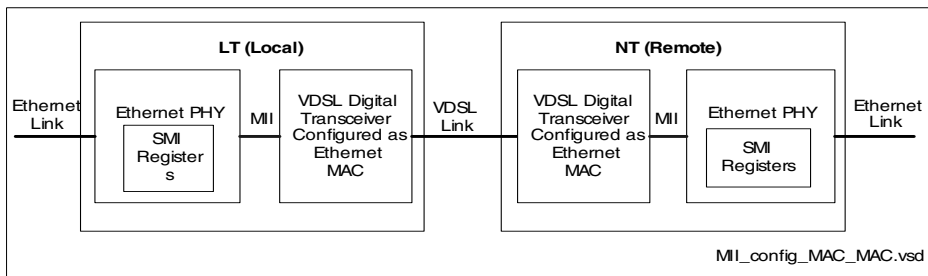 LT (Local)
NT (Remote)
Ethernet
Link
Ethernet PHY
SMI
Register
s
MII
VDSL Digital
Transceiver
Configured as
Ethernet
MAC
VDSL
Link
VDSL Digital
Transceiver
Configured as
Ethernet
MAC
MII
Ethernet PHY
SMI
Registers
Ethernet
Link
MII_config_MAC_MAC.vsd